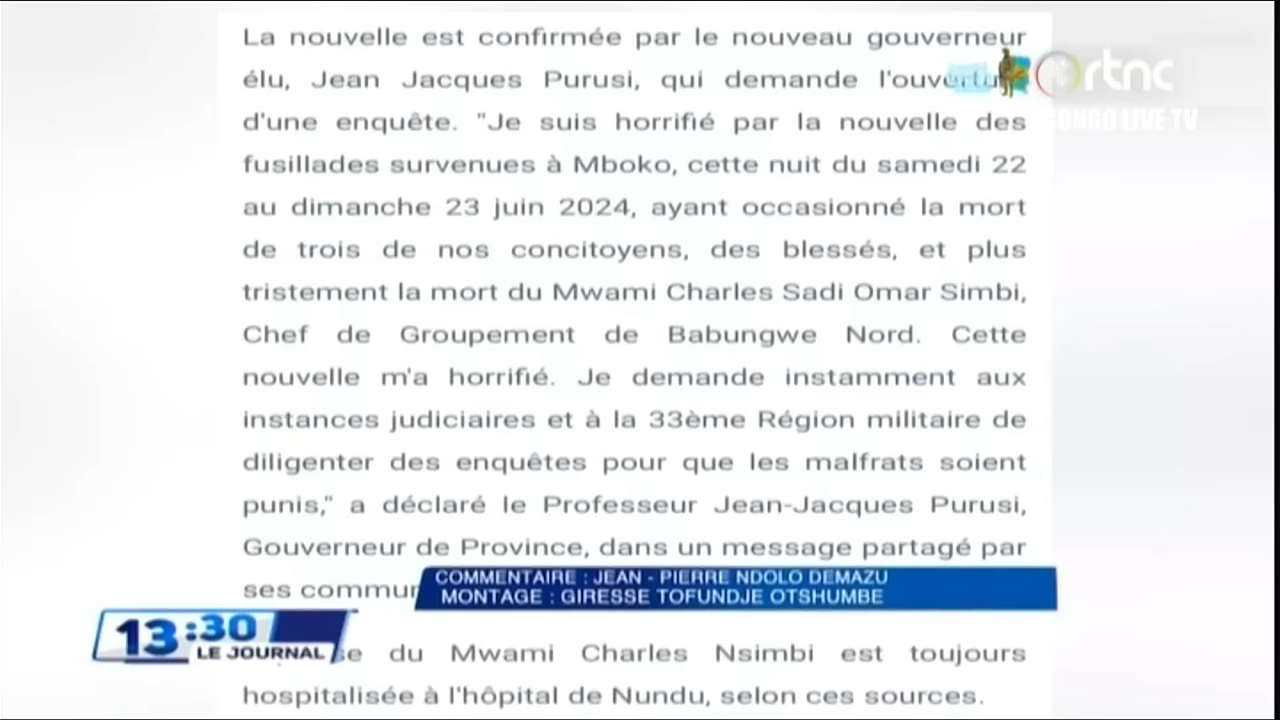 La nouvelle est confirmée par le nouveau gouverneur
élu, Jean Jacques Purusi, qui demande l'ouverture
rtnc
d'une enquête. "Je suis horrifié par la nouvelle des
CONGO LIVE TV
fusillades survenues à Mboko, cette nuit du samedi 22
au dimanche 23 juin 2024, ayant occasionné la mort
de trois de nos concitoyens, des blessés, et plus
tristement la mort du Mwami Charles Sadi Omar Simbi,
Chef de Groupement de Babungwe Nord. Cette
nouvelle m'a horrifié. Je demande instamment aux
instances judiciaires et à la 33ème Région militaire de
diligenter des enquêtes pour que les malfrats soient
punis," a déclaré le Professeur Jean-Jacques Purusi,
Gouverneur de Province, dans un message partagé par
ses commun
COMMENTAIRE : JEAN - PIERRE NDOLO DEMAZU
MONTAGE : GIRESSE TOFUNDJE OTSHUMBE
13:30
LE JOURNAL
du Mwami Charles Nsimbi est toujours
hospitalisée à l'hôpital de Nundu, selon ces sources.